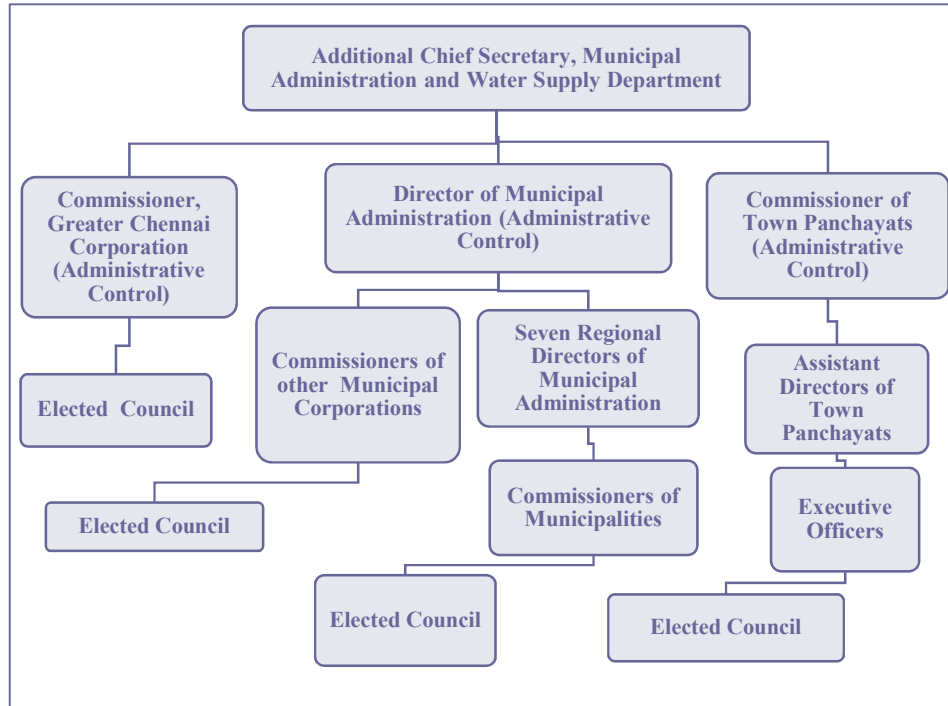 Additional Chief Secretary, Municipal
Administration and Water Supply Department
Commissioner,
Greater Chennai
Corporation
(Administrative
Control)
Director of Municipal
Administration (Administrative
Control)
Commissioner of
Town Panchayats
(Administrative
Control)
Elected Council
Commissioners of
other Municipal
Corporations
Seven Regional
Directors of
Municipal
Administration
Assistant
Directors of
Town
Panchayats
Elected Council
Commissioners of
Municipalities
Executive
Officers
Elected Council
Elected Council